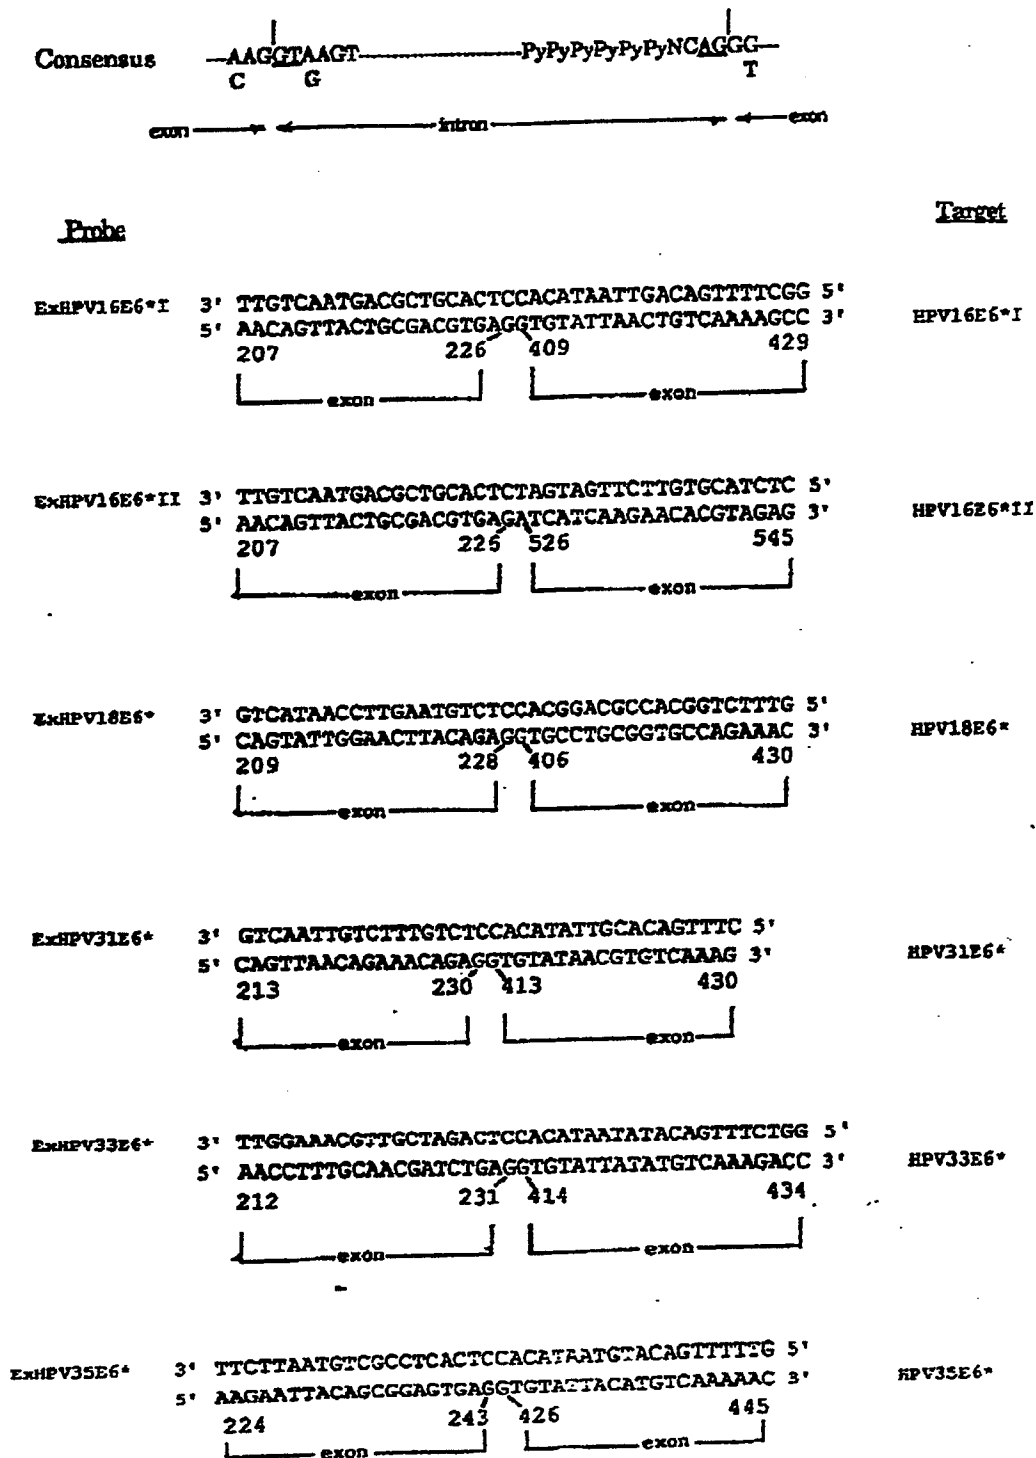 Consensus —AAGGTAAGT————PyPyPyPyPyPyNCAGGG—
C G T
exon intron exon
Probe Target
ExHPV16E6*I 3' TTGTCAATGACGCTGCACTCCACATAATTGACAGTTTTCGG 5'
5' AACAGTTACTGCGACGTGAGGTGTATTAACTGTCAAAAGCC 3' HPV16E6*I
207 226 409 429
exon exon
ExHPV16E6*II 3' TTGTCAATGACGCTGCACTCTAGTAGTTCTTGTGCATCTC 5'
5' AACAGTTACTGCGACGTGAGATCATCAAGAACACGTAGAG 3' HPV16E6*II
207 226 526 545
exon exon
ExHPV18E6* 3' GTCATAACCTTGAATGTCTCCACGGACGCCACGGTCTTTG 5'
5' CAGTATTGGAACTTACAGAGGTGCCTGCGGTGCCAGAAAC 3' HPV18E6*
209 228 406 430
exon exon
ExHPV31E6* 3' GTCAATTGTCTTTGTCTCCACATATTGCACAGTTTC 5'
5' CAGTTAACAGAAACAGAGGTGTATAACGTGTCAAAG 3' HPV31E6*
213 230 413 430
exon exon
ExHPV33E6* 3' TTGGAAACGTTGCTAGACTCCACATAATATACAGTTTCTGG 5'
5' AACCTTTGCAACGATCTGAGGTGTATTATATGTCAAAGACC 3' HPV33E6*
212 231 414 434
exon exon
ExHPV35E6* 3' TTCTTAATGTCGCCTCACTCCACATAATGTACAGTTTTTG 5'
5' AAGAATTACAGCGGAGTGAGGTGTATTACATGTCAAAAAC 3' HPV35E6*
224 243 426 445
exon exon